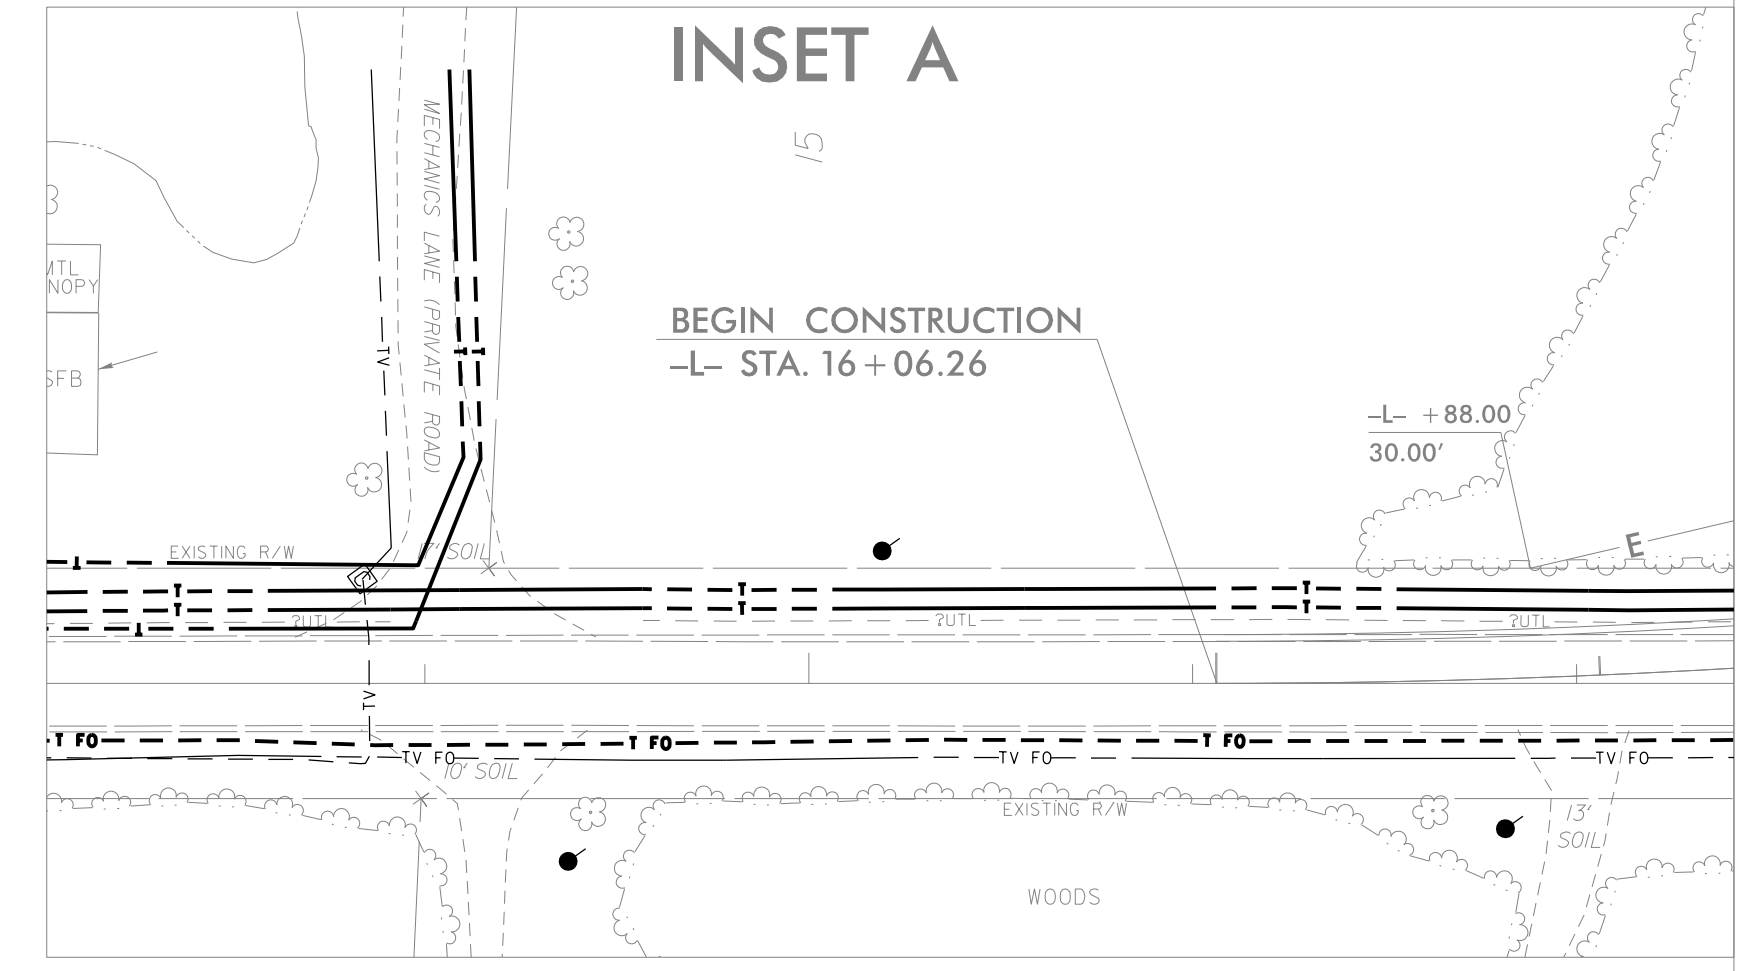 INSET A
15
MECHANICS LANE (PRIVATE ROAD)
MTL
NOPY
SFB
TV
BEGIN CONSTRUCTION
-L- STA. 16+06.26
-L- +88.00
30.00'
E
EXISTING R/W
17' SOIL
T
T
T
T
T
T
T
T
T
T
?UTL
?UTL
?UTL
TV
T FO
T FO
T FO
TV FO
TV FO
TV FO
10' SOIL
EXISTING R/W
13'
SOIL
WOODS